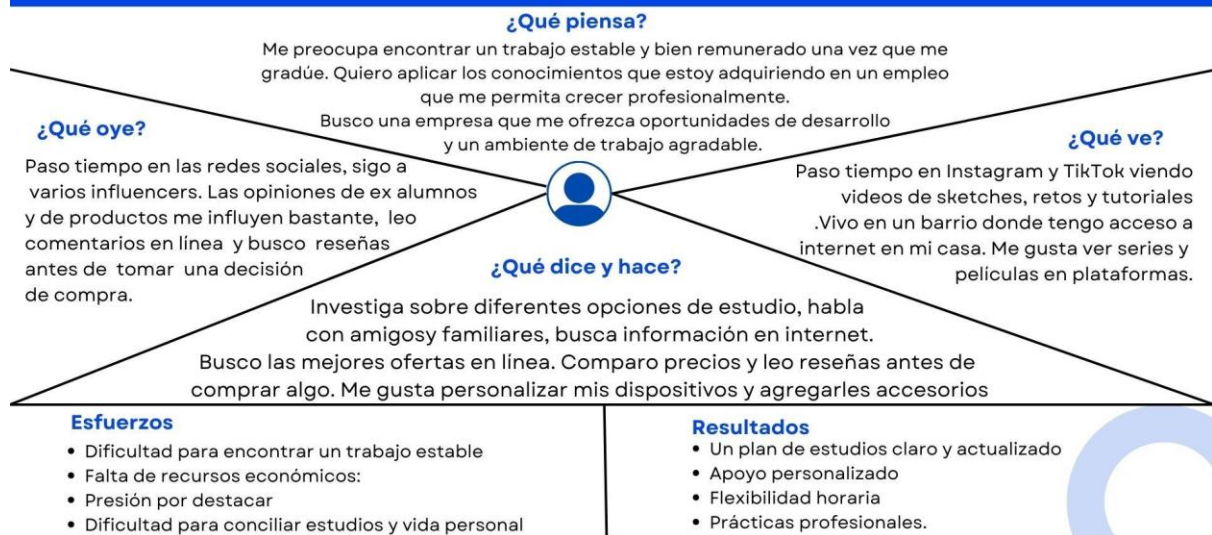 ¿Qué piensa?
Me preocupa encontrar un trabajo estable y bien remunerado una vez que me
gradúe. Quiero aplicar los conocimientos que estoy adquiriendo en un empleo
que me permita crecer profesionalmente.
Busco una empresa que me ofrezca oportunidades de desarrollo
y un ambiente de trabajo agradable.
¿Qué oye?
Paso tiempo en las redes sociales, sigo a
varios influencers. Las opiniones de ex alumnos
y de productos me influyen bastante, leo
comentarios en línea y busco reseñas
antes de tomar una decisión
de compra.
¿Qué ve?
Paso tiempo en Instagram y TikTok viendo
videos de sketches, retos y tutoriales
.Vivo en un barrio donde tengo acceso a
internet en mi casa. Me gusta ver series y
películas en plataformas.
¿Qué dice y hace?
Investiga sobre diferentes opciones de estudio, habla
con amigosy familiares, busca información en internet.
Busco las mejores ofertas en línea. Comparo precios y leo reseñas antes de
comprar algo. Me gusta personalizar mis dispositivos y agregarles accesorios
Esfuerzos
• Dificultad para encontrar un trabajo estable
• Falta de recursos económicos:
• Presión por destacar
• Dificultad para conciliar estudios y vida personal
Resultados
• Un plan de estudios claro y actualizado
• Apoyo personalizado
• Flexibilidad horaria
• Prácticas profesionales.